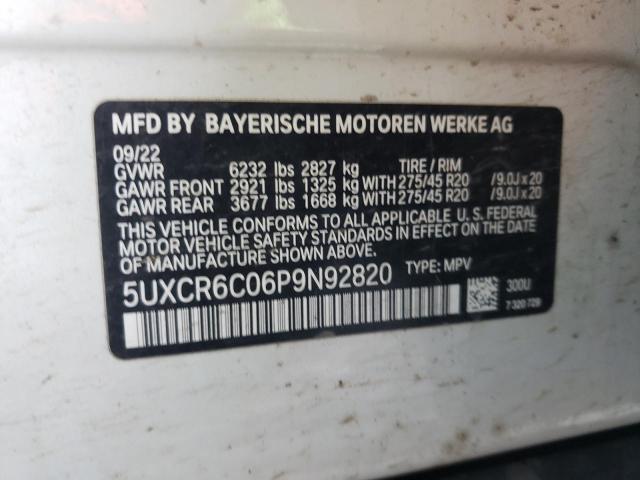 MFD BY BAYERISCHE MOTOREN WERKE AG
09/22
GVWR 6232 lbs 2827 kg TIRE / RIM
GAWR FRONT 2921 lbs 1325 kg WITH 275/45 R20 / 9.0J x 20
GAWR REAR 3677 lbs 1668 kg WITH 275/45 R20 / 9.0J x 20
THIS VEHICLE CONFORMS TO ALL APPLICABLE U.S. FEDERAL
MOTOR VEHICLE SAFETY STANDARDS IN EFFECT ON THE DATE
OF MANUFACTURE SHOWN ABOVE.
5UXCR6C06P9N92820 TYPE: MPV
300U
7 320 729